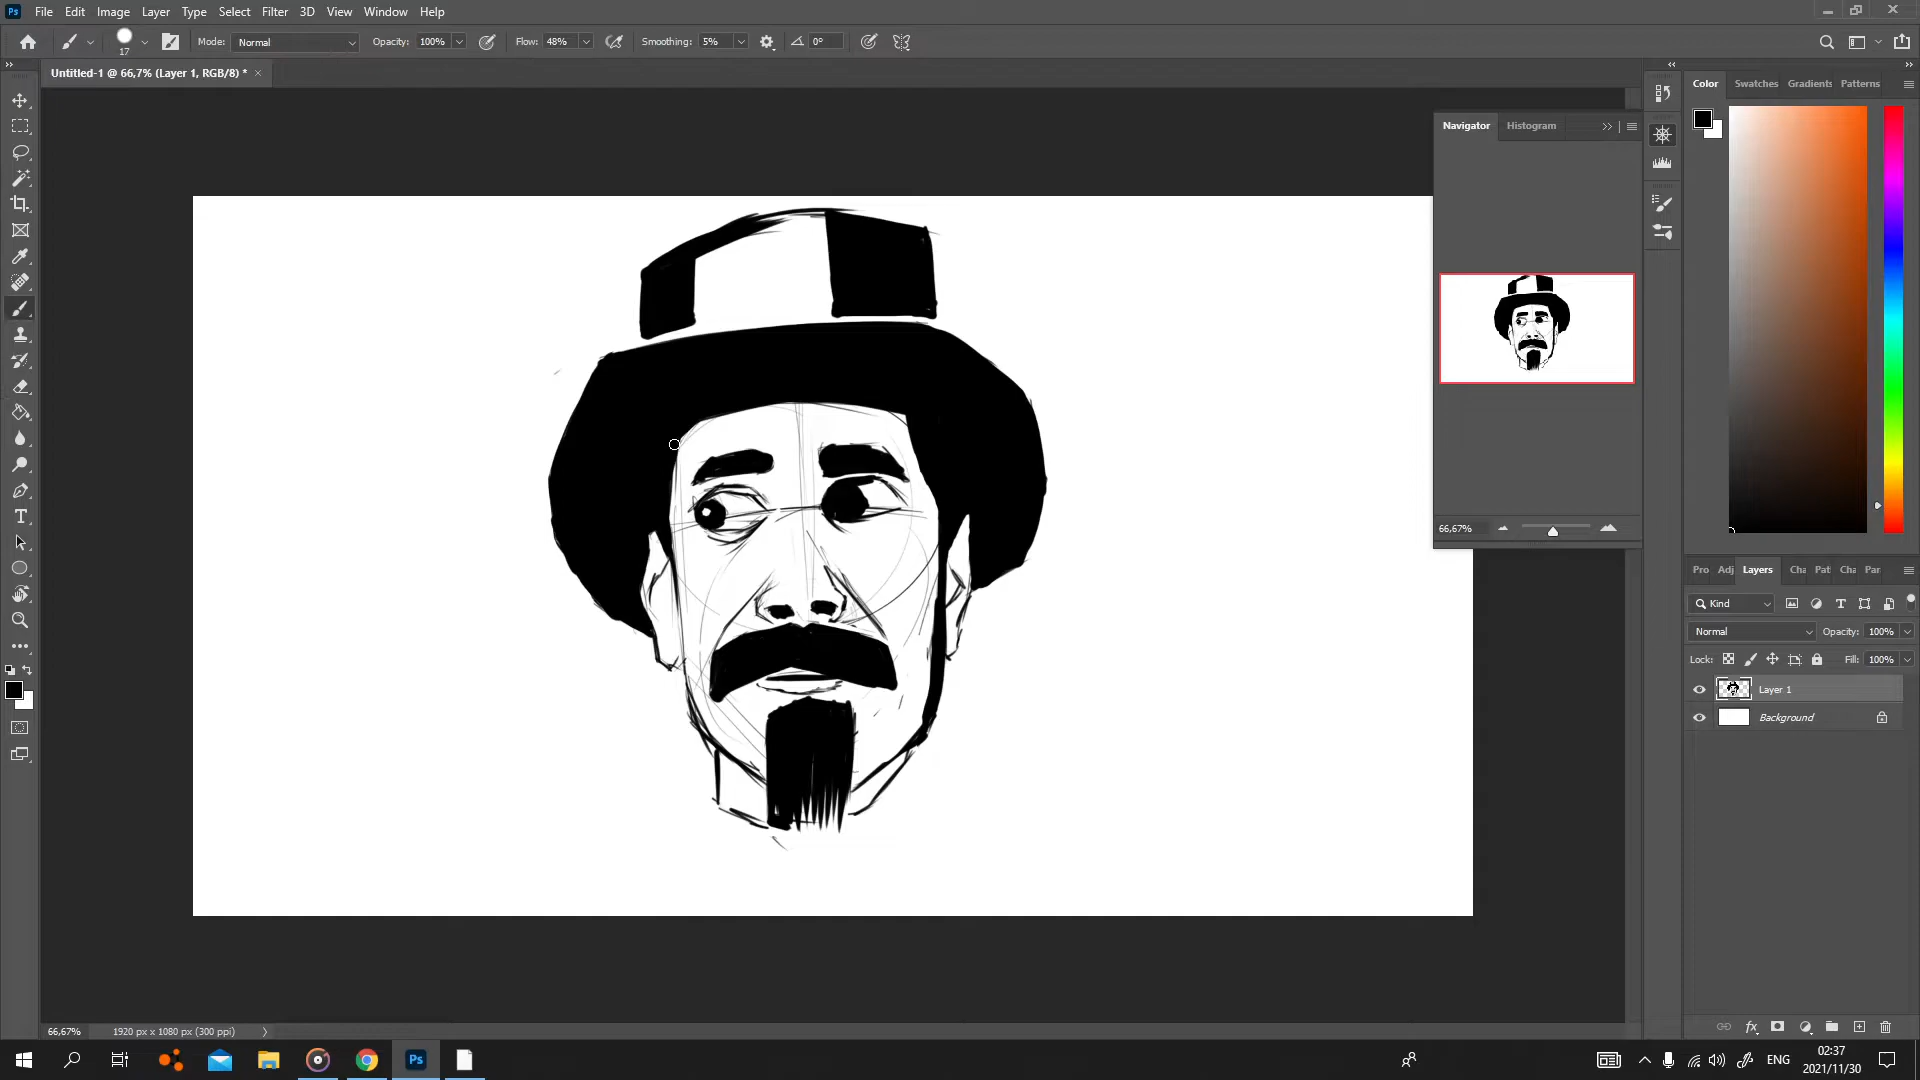 Ps File Edit Image Layer Type Select Filter 3D View Window Help
17 Mode: Normal Opacity: 100% Flow: 48% Smoothing: 5% 0°
Untitled-1 @ 66,7% (Layer 1, RGB/8) *
Color Swatches Gradients Patterns
Navigator Histogram
66,67%
Pro Adj Layers Cha Pat Cha Par
Kind
Normal Opacity: 100%
Lock: Fill: 100%
Layer 1
Background
66,67% 1920 px x 1080 px (300 ppi)
Ps ENG 02:37
2021/11/30